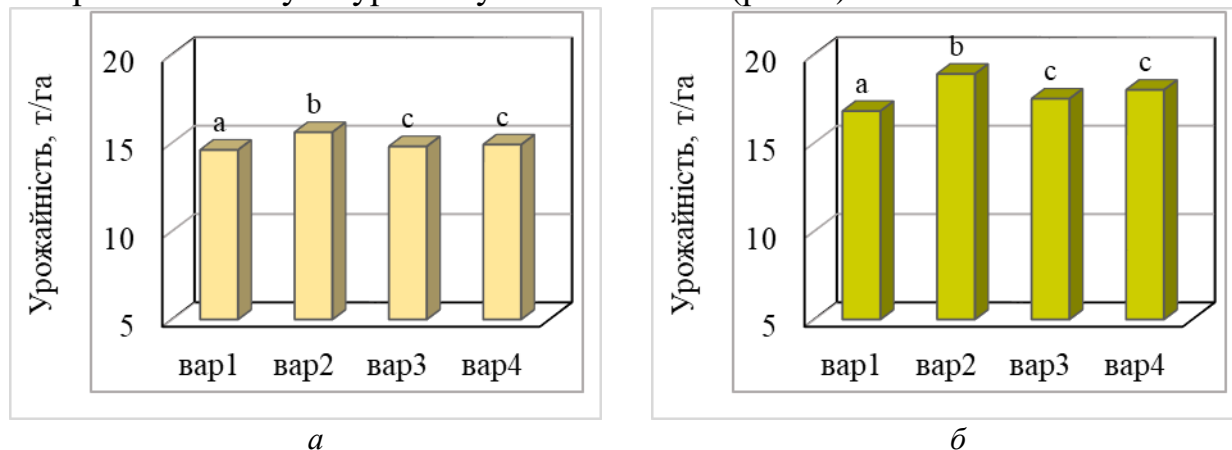 20 b 20
15 a b c c a c c 15
Урожайність, т/га Урожайність, т/га
10 10
5 5
вар1 вар2 вар3 вар4 вар1 вар2 вар3 вар4
а б